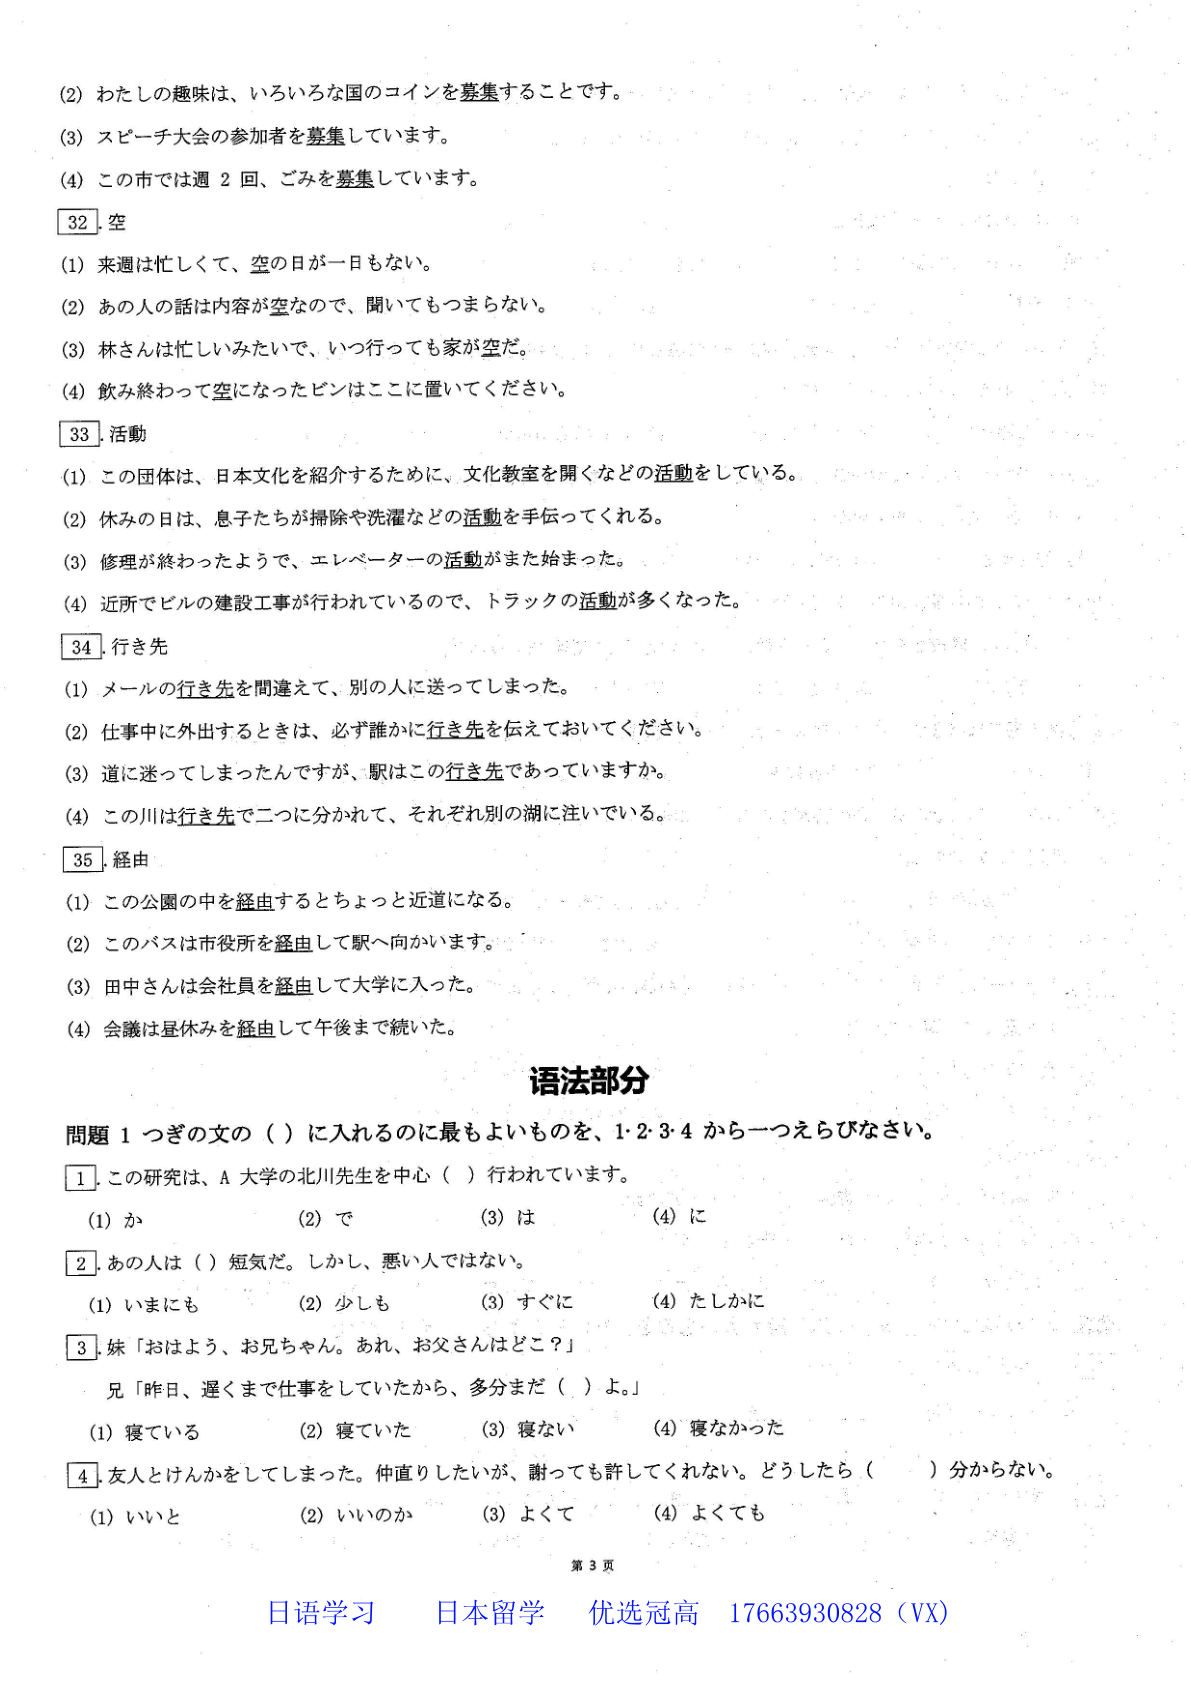 (2) わたしの趣味は、いろいろな国のコインを募集することです。
(3) スピーチ大会の参加者を募集しています。
(4) この市では週 2 回、ごみを募集しています。
32.空
(1) 来週は忙しくて、空の日が一日もない。
(2) あの人の話は内容が空なので、聞いてもつまらない。
(3) 林さんは忙しいみたいで、いつ行っても家が空だ。
(4) 飲み終わって空になったビンはここに置いてください。
33.活動
(1) この団体は、日本文化を紹介するために、文化教室を開くなどの活動をしている。
(2) 休みの日は、息子たちが掃除や洗濯などの活動を手伝ってくれる。
(3) 修理が終わったようで、エレベーターの活動がまた始まった。
(4) 近所でビルの建設工事が行われているので、トラックの活動が多くなった。
34.行き先
(1) メールの行き先を間違えて、別の人に送ってしまった。
(2) 仕事中に外出するときは、必ず誰かに行き先を伝えておいてください。
(3) 道に迷ってしまったんですが、駅はこの行き先であっていますか。
(4) この川は行き先で二つに分かれて、それぞれ別の湖に注いでいる。
35.経由
(1) この公園の中を経由するとちょっと近道になる。
(2) このバスは市役所を経由して駅へ向かいます。
(3) 田中さんは会社員を経由して大学に入った。
(4) 会議は昼休みを経由して午後まで続いた。
语法部分
問題 1 つぎの文の（ ）に入れるのに最もよいものを、1·2·3·4 から一つえらびなさい。
1.この研究は、A 大学の北川先生を中心（ ）行われています。
(1) か (2) で (3) は (4) に
2.あの人は（ ）短気だ。しかし、悪い人ではない。
(1) いまにも (2) 少しも (3) すぐに (4) たしかに
3.妹「おはよう、お兄ちゃん。あれ、お父さんはどこ？」
兄「昨日、遅くまで仕事をしていたから、多分まだ（ ）よ。」
(1) 寝ている (2) 寝ていた (3) 寝ない (4) 寝なかった
4.友人とけんかをしてしまった。仲直りしたいが、謝っても許してくれない。どうしたら（ ）分からない。
(1) いいと (2) いいのか (3) よくて (4) よくても
第 3 页
日语学习 日本留学 优选冠高 17663930828（VX)